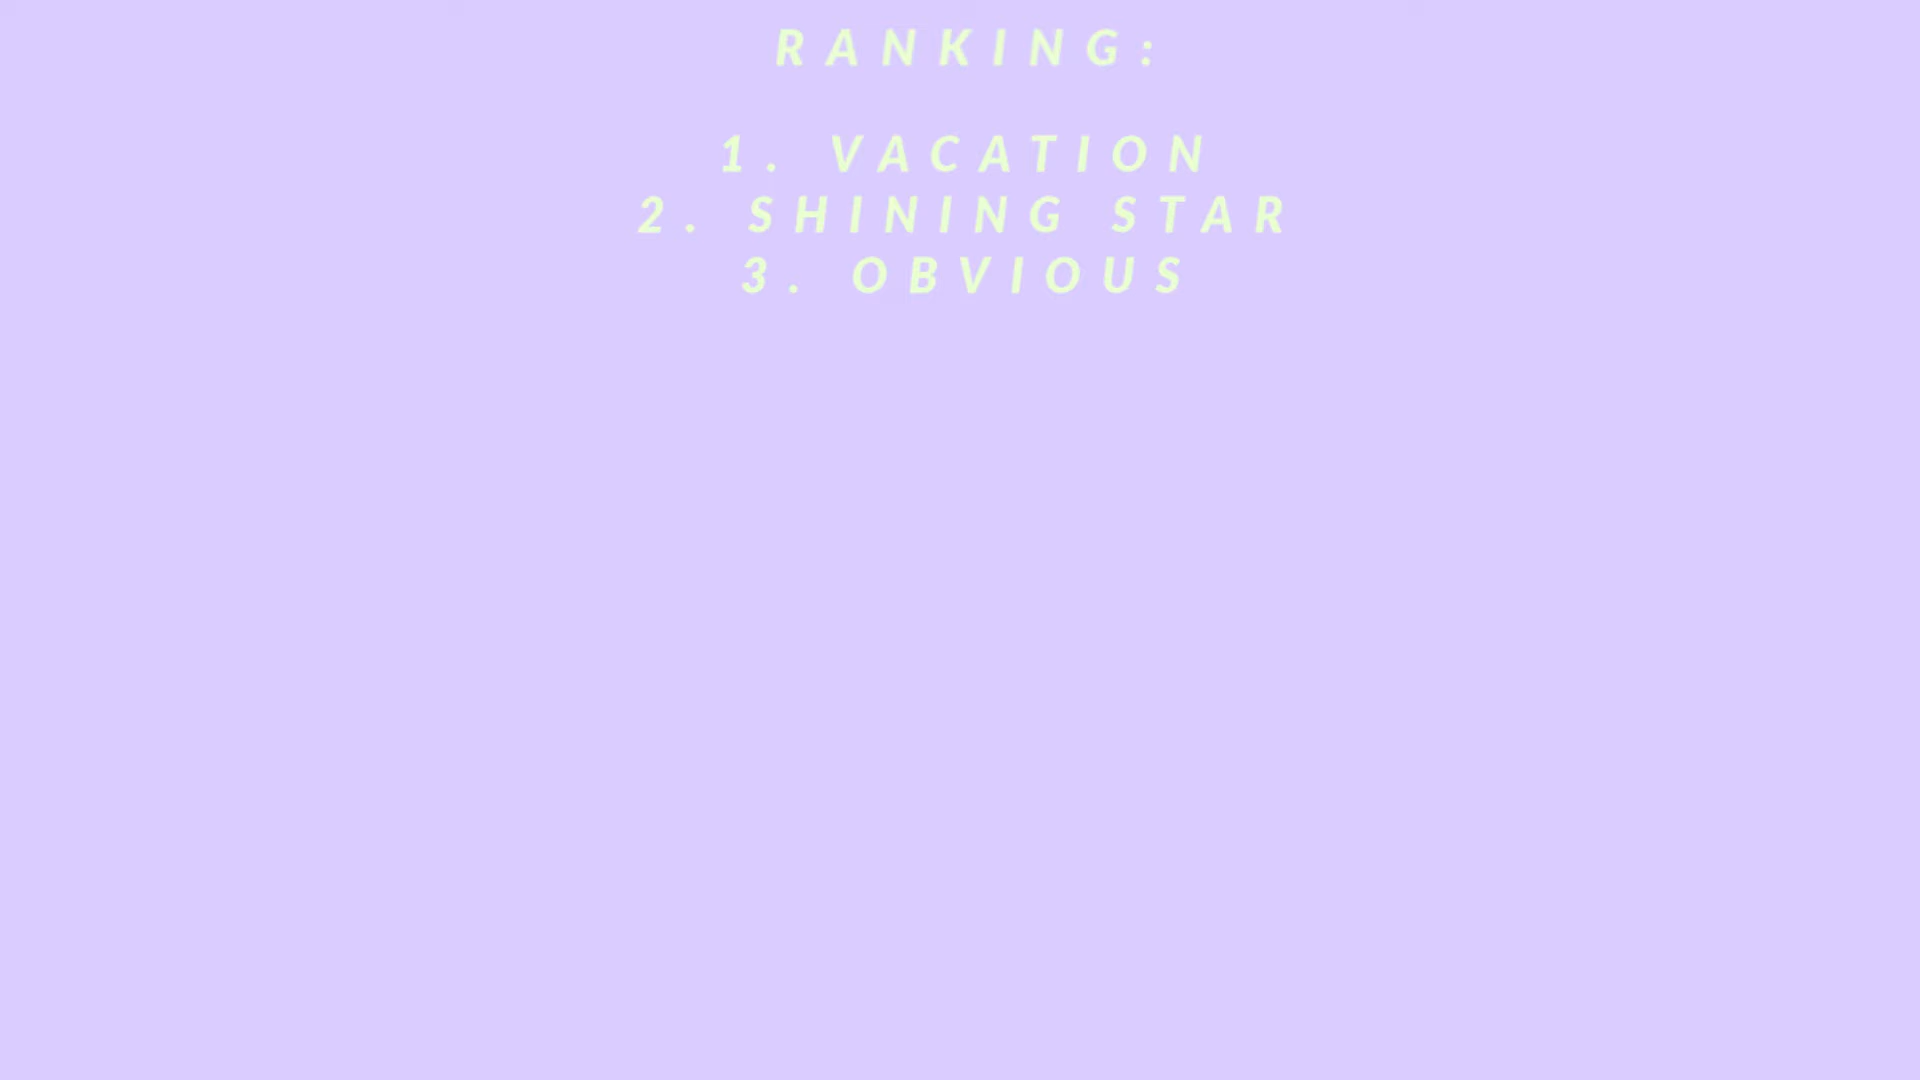 RANKING:
1. VACATION
2. SHINING STAR
3. OBVIOUS